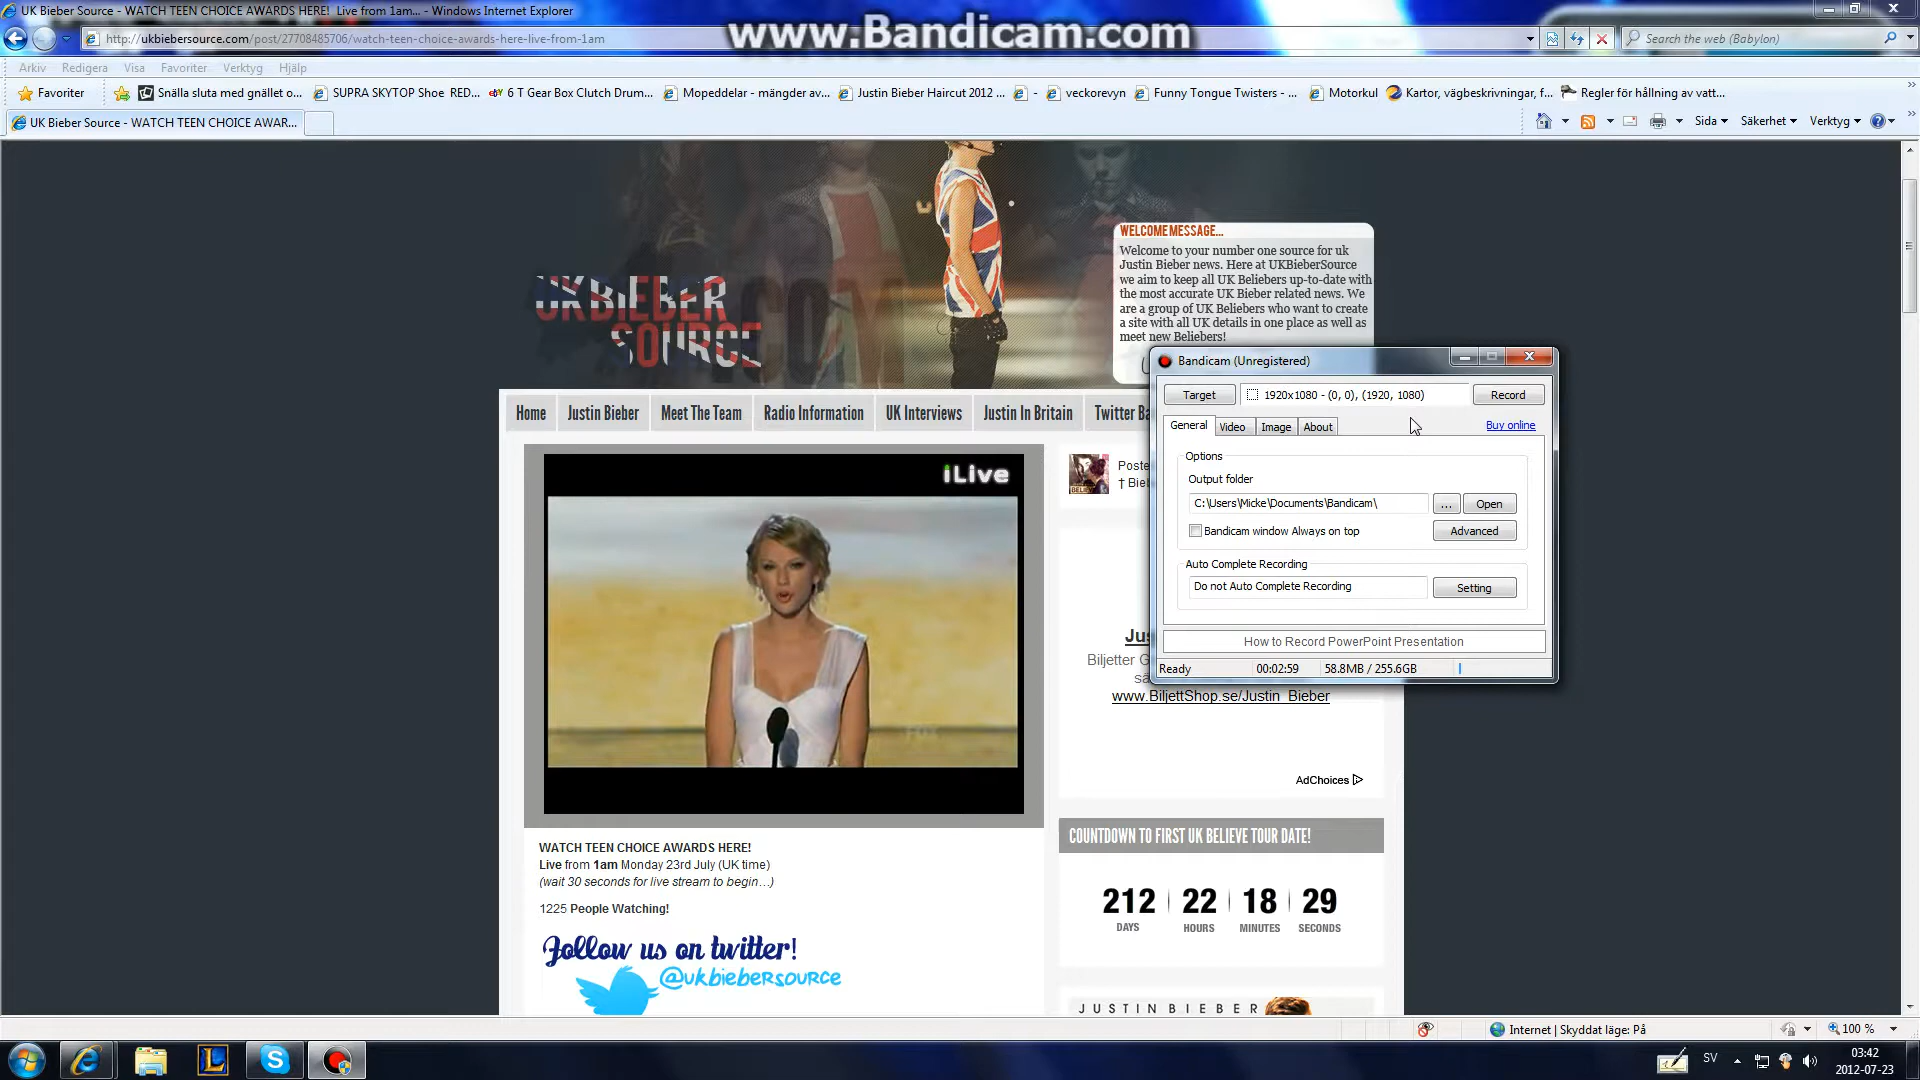 UK Bieber Source - WATCH TEEN CHOICE AWARDS HERE!  Live from 1am... - Windows Internet Explorer
www.Bandicam.com
http://ukbiebersource.com/post/27708485706/watch-teen-choice-awards-here-live-from-1am
Search the web (Babylon)
Arkiv Redigera Visa Favoriter Verktyg Hjälp
Favoriter
Snälla sluta med gnället o...
SUPRA SKYTOP Shoe  RED...
6 T Gear Box Clutch Drum...
Mopeddelar - mängder av...
Justin Bieber Haircut 2012 ...
-
veckorevyn
Funny Tongue Twisters - ...
Motorkul
Kartor, vägbeskrivningar, f...
Regler för hållning av vatt...
UK Bieber Source - WATCH TEEN CHOICE AWAR...
Sida
Säkerhet
Verktyg
UKBIEBER
SOURCE
.COM
WELCOME MESSAGE...
Welcome to your number one source for uk
Justin Bieber news. Here at UKBieberSource
we aim to keep all UK Beliebers up-to-date with
the most accurate UK Bieber related news. We
are a group of UK Beliebers who want to create
a site with all UK details in one place as well as
meet new Beliebers!
Home
Justin Bieber
Meet The Team
Radio Information
UK Interviews
Justin In Britain
Twitter Ba
Bandicam (Unregistered)
Target
1920x1080 - (0, 0), (1920, 1080)
Record
General
Video
Image
About
Buy online
Options
Output folder
C:\Users\Micke\Documents\Bandicam\
...
Open
Bandicam window Always on top
Advanced
Auto Complete Recording
Do not Auto Complete Recording
Setting
How to Record PowerPoint Presentation
Ready
00:02:59
58.8MB / 255.6GB
iLive
FOX
Poste
† Bie
Jus
Biljetter G
sä
www.BiljettShop.se/Justin_Bieber
AdChoices
WATCH TEEN CHOICE AWARDS HERE!
Live from 1am Monday 23rd July (UK time)
(wait 30 seconds for live stream to begin…)
1225 People Watching!
Follow us on twitter!
@ukbiebersource
COUNTDOWN TO FIRST UK BELIEVE TOUR DATE!
212 22 18 29
DAYS HOURS MINUTES SECONDS
JUSTIN BIEBER
Internet | Skyddat läge: På
100 %
SV
03:42
2012-07-23